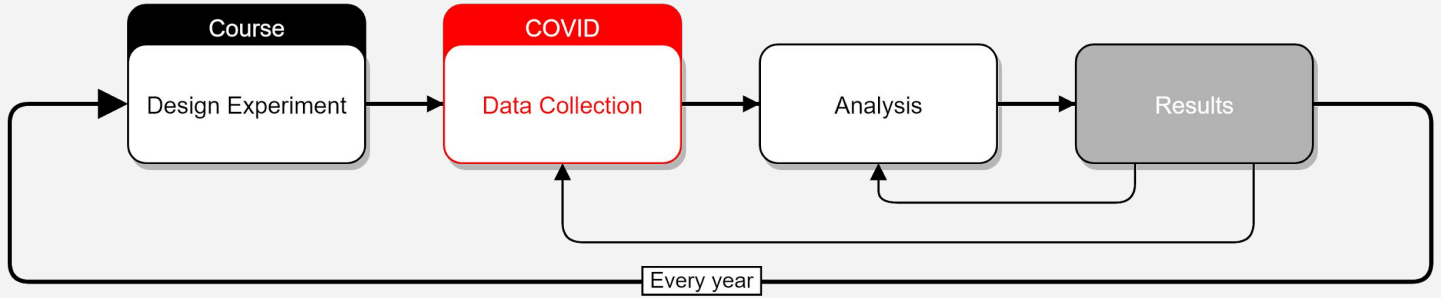 Course
Design Experiment
COVID
Data Collection
Analysis
Results
Every year